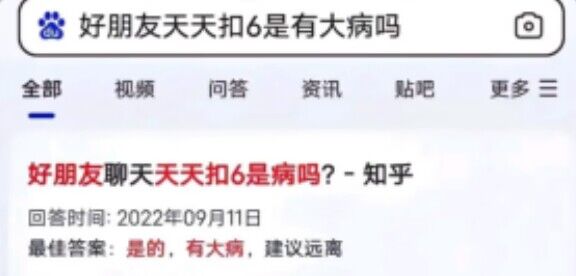 du 好朋友天天扣6是有大病吗
全部 视频 问答 资讯 贴吧 更多
好朋友聊天天天扣6是病吗? - 知乎
回答时间: 2022年09月11日
最佳答案: 是的, 有大病, 建议远离